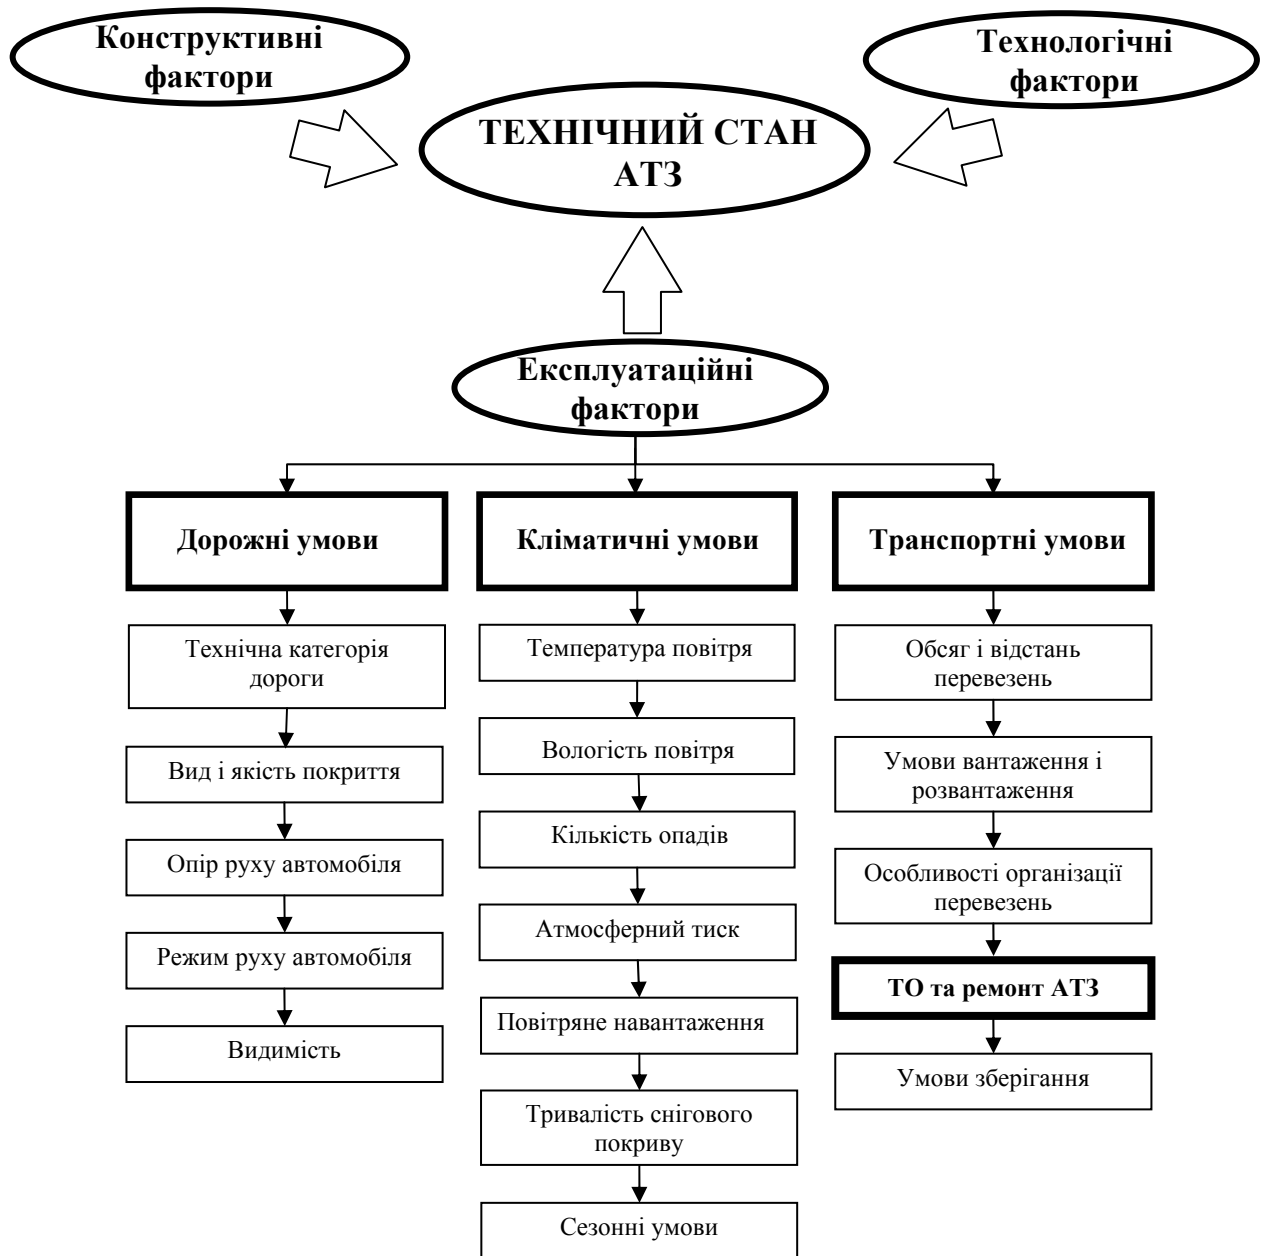 Конструктивні
фактори
Технологічні
фактори
ТЕХНІЧНИЙ СТАН
АТЗ
Експлуатаційні
фактори
Дорожні умови
Кліматичні умови
Транспортні умови
Технічна категорія
дороги
Вид і якість покриття
Опір руху автомобіля
Режим руху автомобіля
Видимість
Температура повітря
Вологість повітря
Кількість опадів
Атмосферний тиск
Повітряне навантаження
Тривалість снігового
покриву
Сезонні умови
Обсяг і відстань
перевезень
Умови вантаження і
розвантаження
Особливості організації
перевезень
ТО та ремонт АТЗ
Умови зберігання